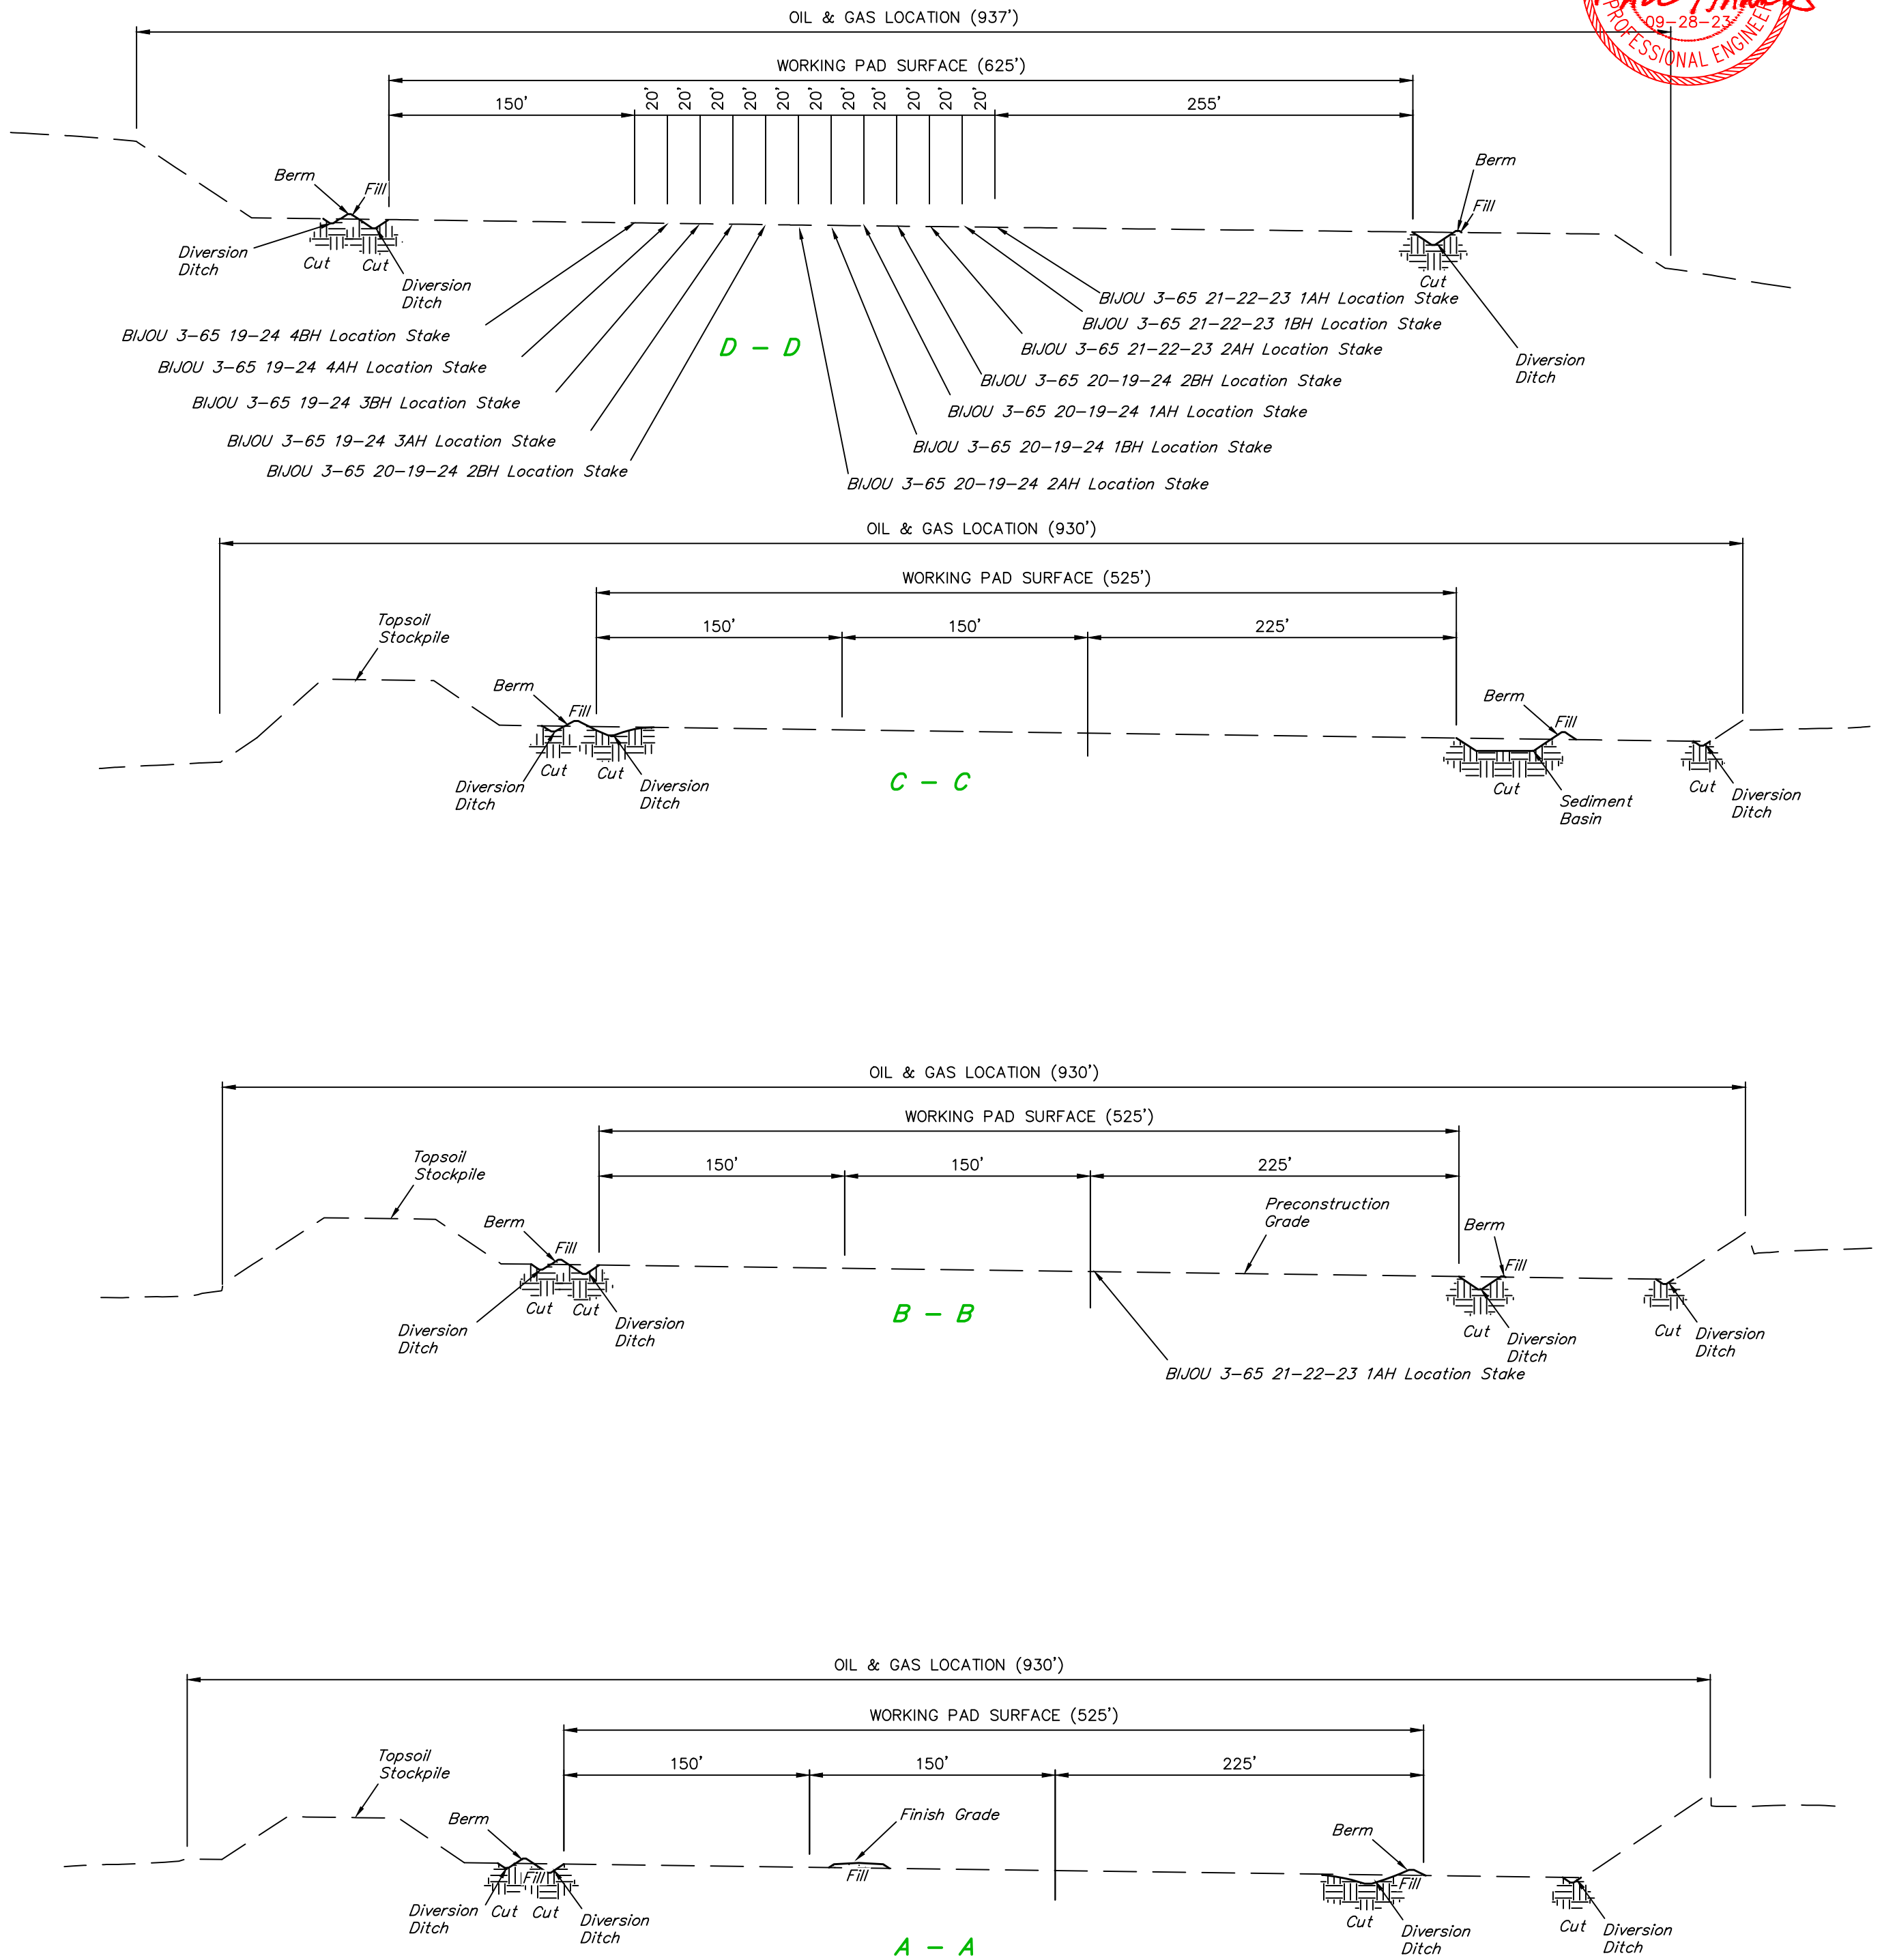 OIL & GAS LOCATION (937')
09-28-23
PROFESSIONAL ENGINEER
WORKING PAD SURFACE (625')
150'
20'
20'
20'
20'
20'
20'
20'
20'
20'
20'
20'
255'
Berm
Fill
Berm
Fill
Diversion
Ditch
Cut
Cut
Diversion
Ditch
Cut
Diversion
Ditch
BIJOU 3-65 19-24 4BH Location Stake
BIJOU 3-65 19-24 4AH Location Stake
BIJOU 3-65 19-24 3BH Location Stake
BIJOU 3-65 19-24 3AH Location Stake
BIJOU 3-65 20-19-24 2BH Location Stake
D - D
BIJOU 3-65 21-22-23 1AH Location Stake
BIJOU 3-65 21-22-23 1BH Location Stake
BIJOU 3-65 21-22-23 2AH Location Stake
BIJOU 3-65 20-19-24 2BH Location Stake
BIJOU 3-65 20-19-24 1AH Location Stake
BIJOU 3-65 20-19-24 1BH Location Stake
BIJOU 3-65 20-19-24 2AH Location Stake
OIL & GAS LOCATION (930')
WORKING PAD SURFACE (525')
150'
150'
225'
Topsoil
Stockpile
Berm
Fill
Berm
Fill
Diversion
Ditch
Cut
Cut
Diversion
Ditch
C - C
Cut
Sediment
Basin
Cut
Diversion
Ditch
OIL & GAS LOCATION (930')
WORKING PAD SURFACE (525')
150'
150'
225'
Topsoil
Stockpile
Berm
Fill
Preconstruction
Grade
Berm
Fill
Diversion
Ditch
Cut
Cut
Diversion
Ditch
B - B
Cut
Diversion
Ditch
Cut
Diversion
Ditch
BIJOU 3-65 21-22-23 1AH Location Stake
OIL & GAS LOCATION (930')
WORKING PAD SURFACE (525')
150'
150'
225'
Topsoil
Stockpile
Berm
Fill
Finish Grade
Fill
Berm
Fill
Diversion
Ditch
Cut
Cut
Diversion
Ditch
A - A
Cut
Diversion
Ditch
Cut
Diversion
Ditch